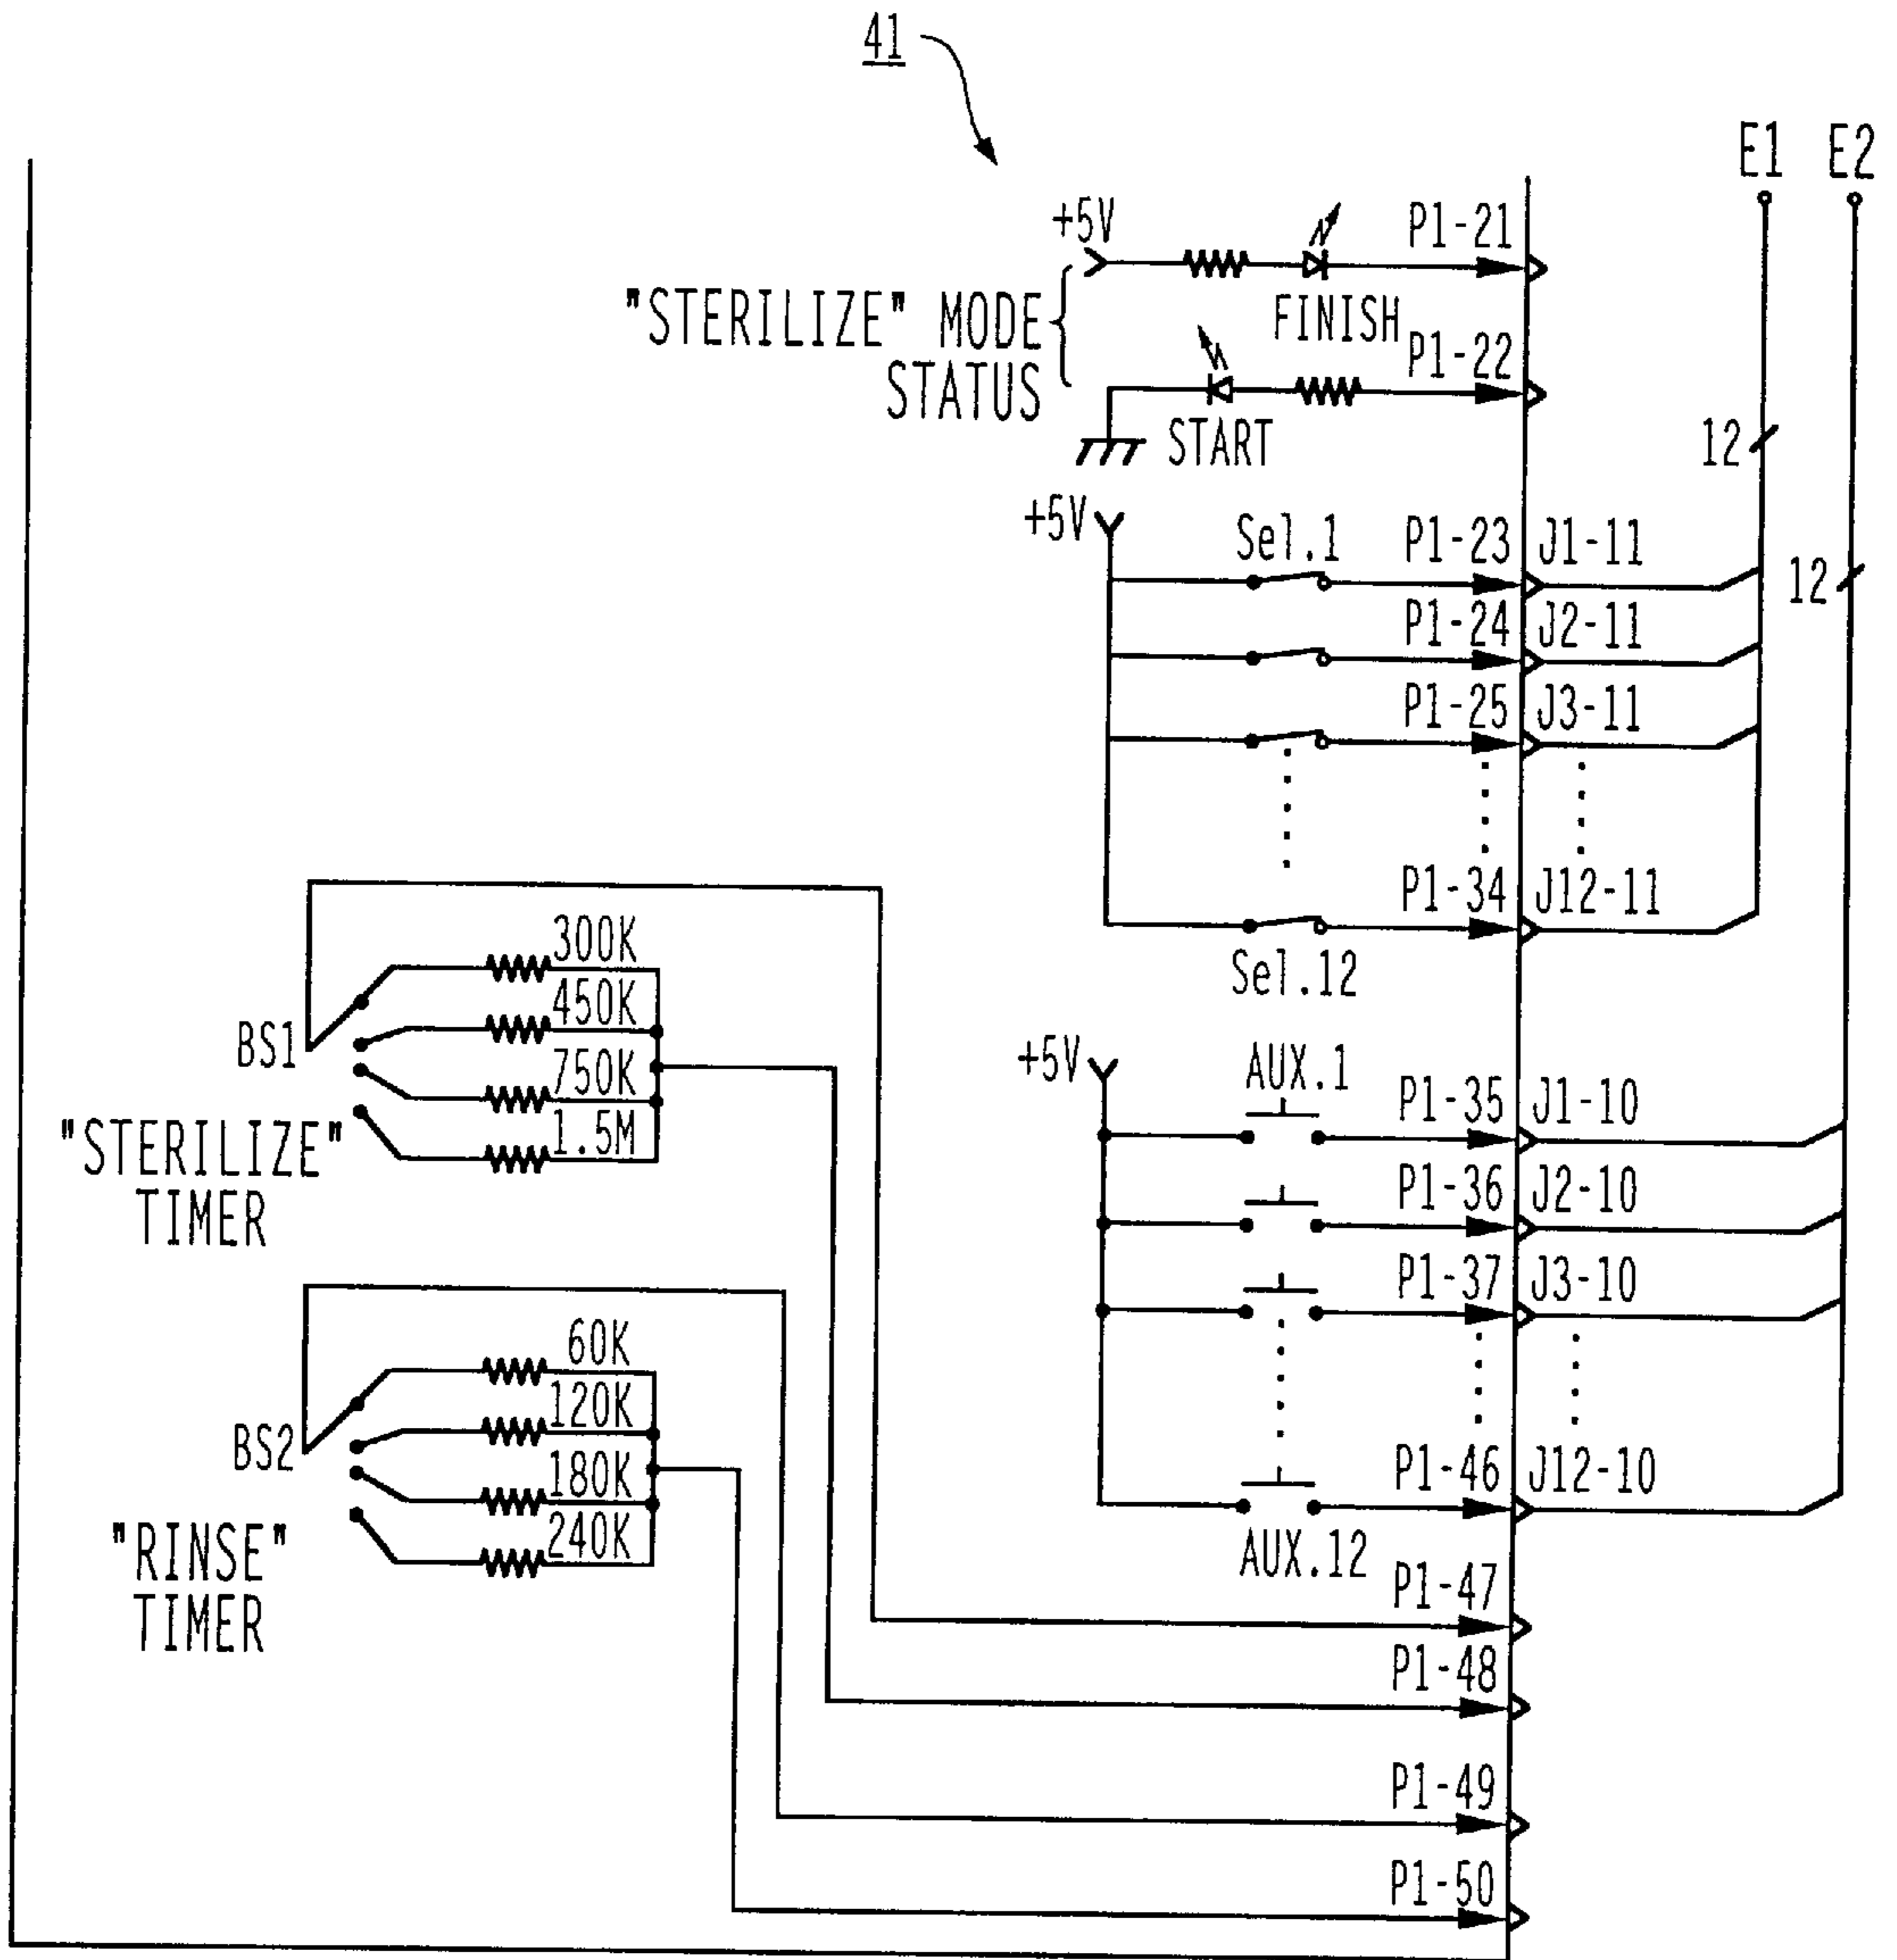 41
E1 E2
+5V
P1-21
"STERILIZE" MODE
STATUS
FINISH
P1-22
START
12
+5V
Sel.1
P1-23 J1-11
12
P1-24 J2-11
P1-25 J3-11
P1-34 J12-11
Sel.12
300K
450K
BS1
750K
1.5M
"STERILIZE"
TIMER
+5V
AUX.1
P1-35 J1-10
P1-36 J2-10
P1-37 J3-10
P1-46 J12-10
AUX.12
60K
120K
BS2
180K
240K
"RINSE"
TIMER
P1-47
P1-48
P1-49
P1-50